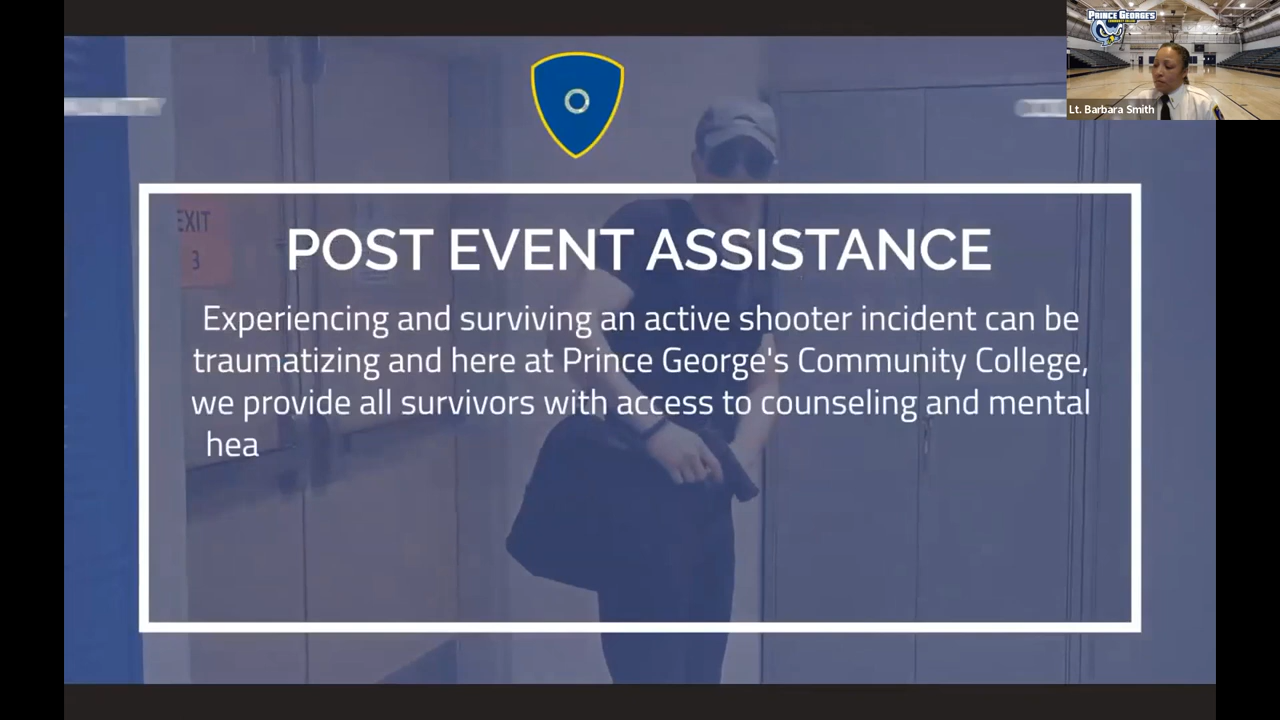 PRINCE GEORGE'S
COMMUNITY COLLEGE
Lt. Barbara Smith
EXIT
3
POST EVENT ASSISTANCE
Experiencing and surviving an active shooter incident can be
traumatizing and here at Prince George's Community College,
we provide all survivors with access to counseling and mental
hea